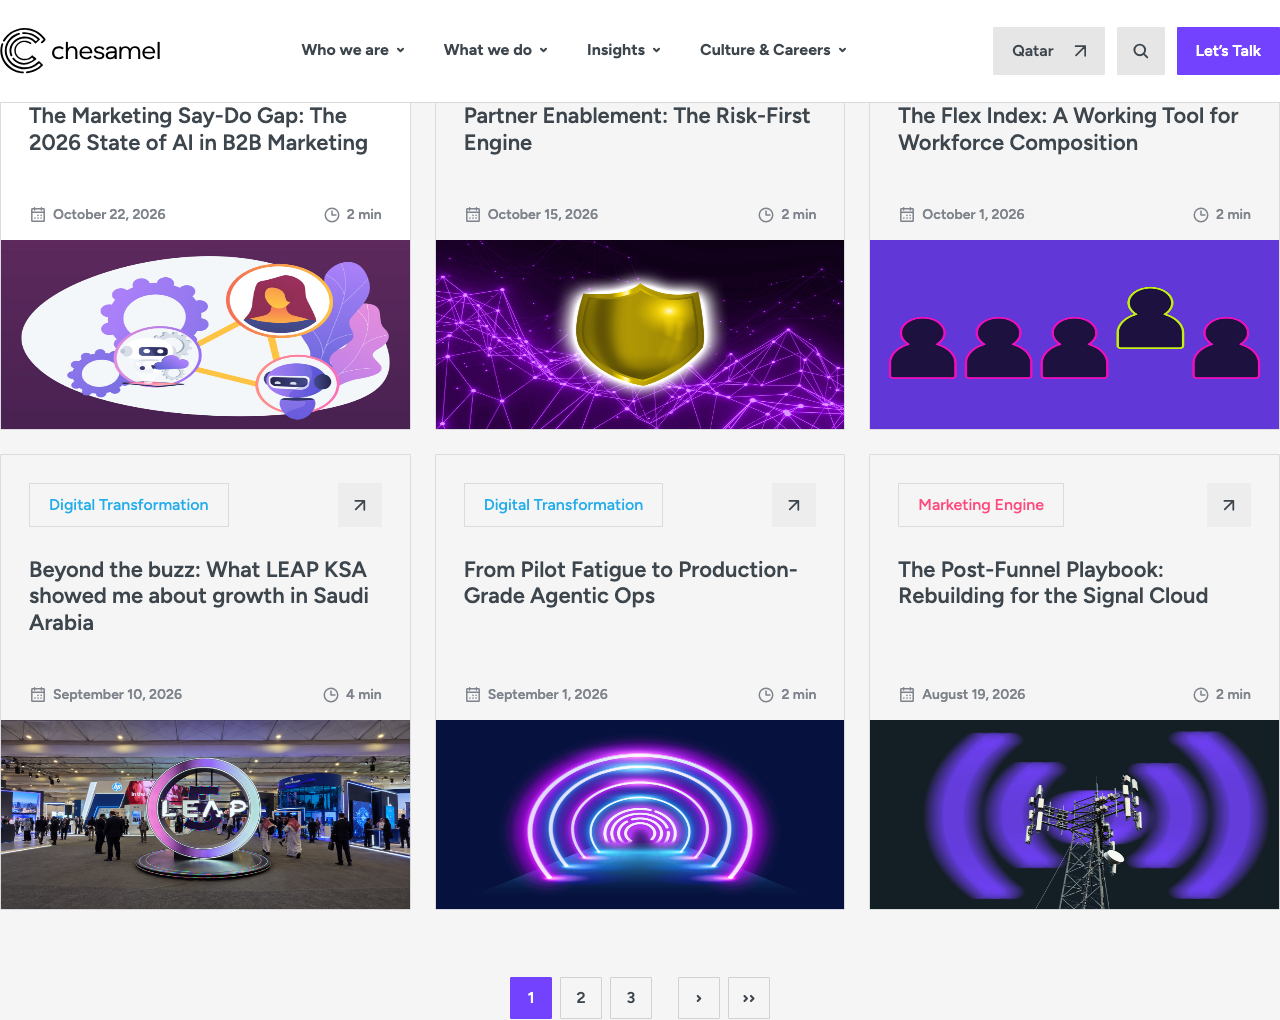 chesamel
Who we are
What we do
Insights
Culture & Careers
Qatar
Let's Talk
The Marketing Say-Do Gap: The
2026 State of AI in B2B Marketing
October 22, 2026
2 min
Partner Enablement: The Risk-First
Engine
October 15, 2026
2 min
The Flex Index: A Working Tool for
Workforce Composition
October 1, 2026
2 min
Digital Transformation
Beyond the buzz: What LEAP KSA
showed me about growth in Saudi
Arabia
September 10, 2026
4 min
hp
LEAP
Digital Transformation
From Pilot Fatigue to Production-
Grade Agentic Ops
September 1, 2026
2 min
Marketing Engine
The Post-Funnel Playbook:
Rebuilding for the Signal Cloud
August 19, 2026
2 min
1
2
3
›
››